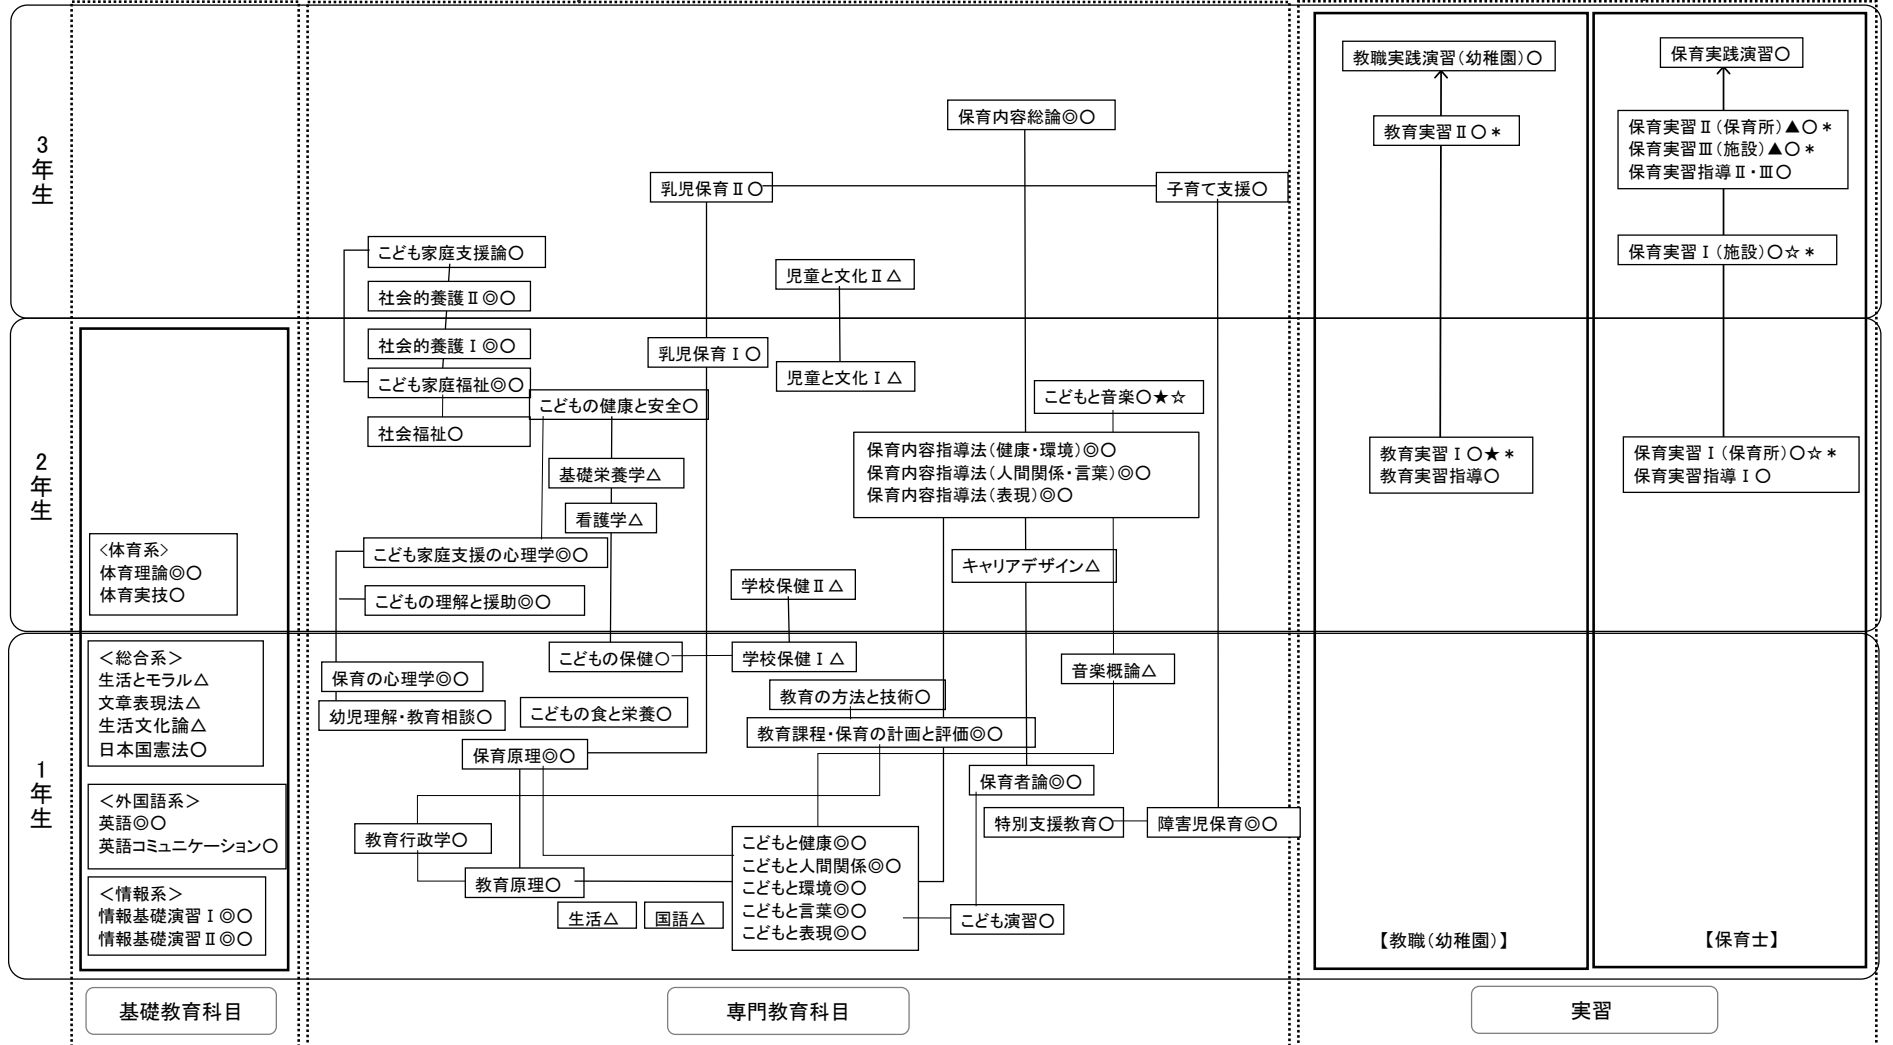 3年生
教職実践演習(幼稚園)○
保育実践演習○
保育内容総論◎○
教育実習Ⅱ○*
保育実習Ⅱ(保育所)▲○*
保育実習Ⅲ(施設)▲○*
保育実習指導Ⅱ・Ⅲ○
乳児保育Ⅱ○
子育て支援○
こども家庭支援論○
保育実習Ⅰ(施設)○☆*
児童と文化Ⅱ△
社会的養護Ⅱ◎○
2年生
社会的養護Ⅰ◎○
乳児保育Ⅰ○
児童と文化Ⅰ△
こども家庭福祉◎○
こどもの健康と安全○
こどもと音楽○★☆
社会福祉○
保育内容指導法(健康・環境)◎○
保育内容指導法(人間関係・言葉)◎○
保育内容指導法(表現)◎○
教育実習Ⅰ○★*
教育実習指導○
保育実習Ⅰ(保育所)○☆*
保育実習指導Ⅰ○
基礎栄養学△
看護学△
<体育系>
体育理論◎○
体育実技○
こども家庭支援の心理学◎○
キャリアデザイン△
学校保健Ⅱ△
こどもの理解と援助◎○
1年生
<総合系>
生活とモラル△
文章表現法△
生活文化論△
日本国憲法○
こどもの保健○
学校保健Ⅰ△
音楽概論△
保育の心理学◎○
教育の方法と技術○
幼児理解・教育相談○
こどもの食と栄養○
教育課程・保育の計画と評価◎○
保育原理◎○
保育者論◎○
<外国語系>
英語◎○
英語コミュニケーション○
特別支援教育○
障害児保育◎○
教育行政学○
こどもと健康◎○
こどもと人間関係◎○
こどもと環境◎○
こどもと言葉◎○
こどもと表現◎○
教育原理○
<情報系>
情報基礎演習Ⅰ◎○
情報基礎演習Ⅱ◎○
生活△
国語△
こども演習○
【教職(幼稚園)】
【保育士】
基礎教育科目
専門教育科目
実習